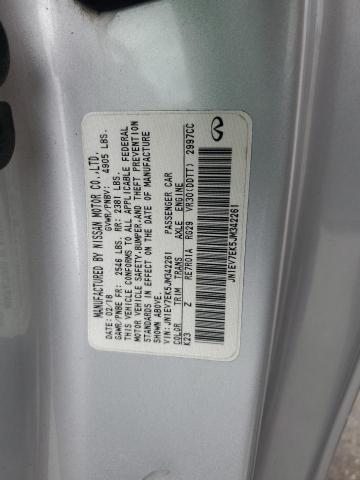 MANUFACTURED BY NISSAN MOTOR CO.,LTD.
DATE: 02/18 GVWR/PNBV: 4905 LBS.
GAWR/PNBE FR: 2546 LBS. RR: 2381 LBS.
THIS VEHICLE CONFORMS TO ALL APPLICABLE FEDERAL
MOTOR VEHICLE SAFETY,BUMPER,AND THEFT PREVENTION
STANDARDS IN EFFECT ON THE DATE OF MANUFACTURE
SHOWN ABOVE.
VIN:JN1EV7EK5JM342261 PASSENGER CAR
COLOR TRIM TRANS AXLE ENGINE
K23 Z RE7R01A RG29 VR30(DDTT) 2997CC
JN1EV7EK5JM342261